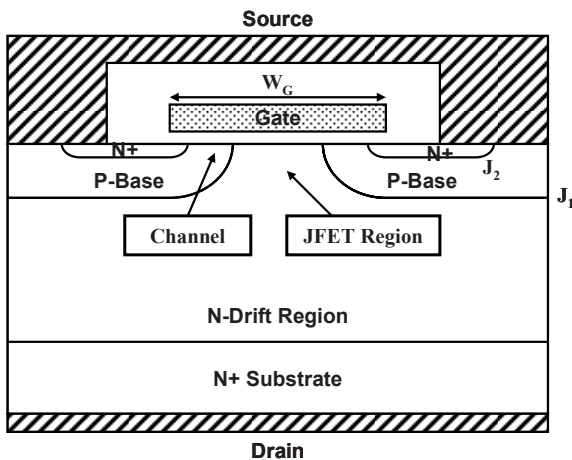 Source
W_G
Gate
N+
N+
J_2
P-Base
P-Base
J_1
Channel
JFET Region
N-Drift Region
N+ Substrate
Drain